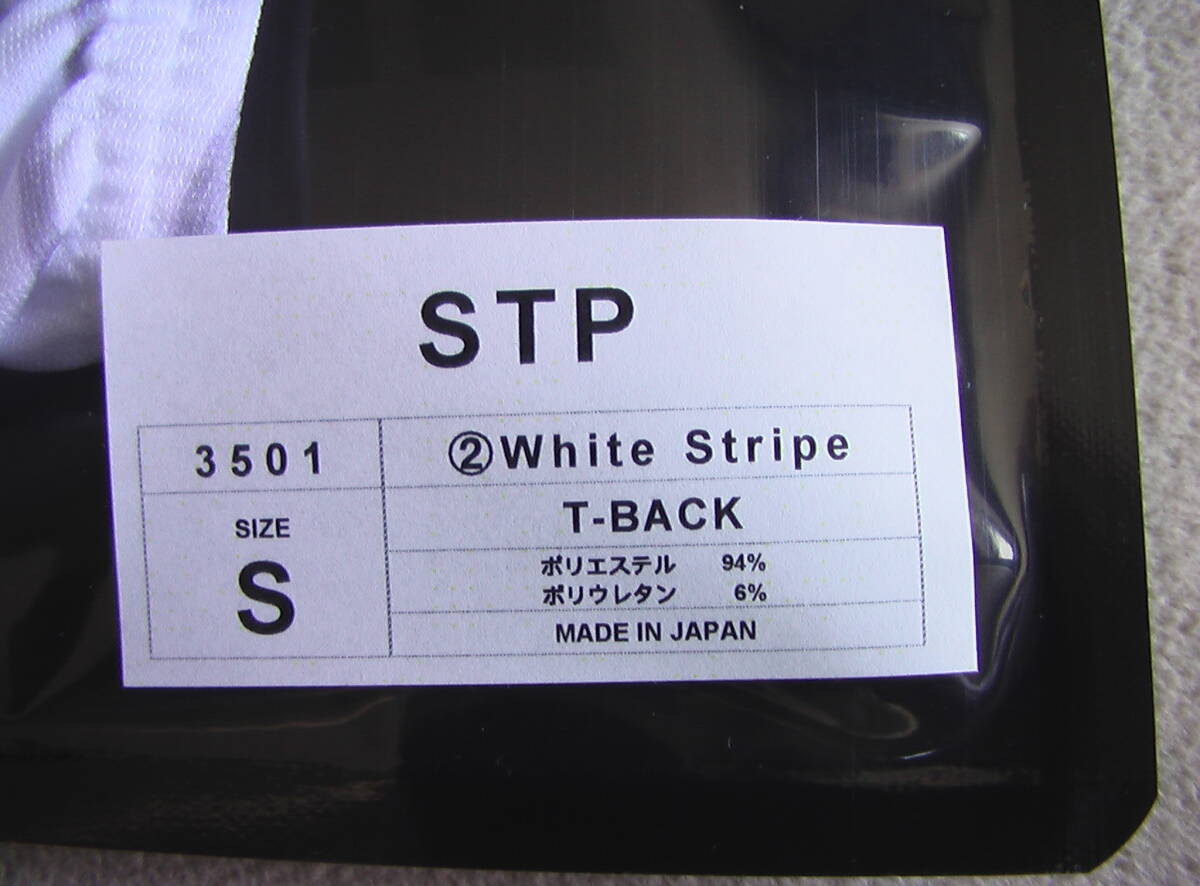 STP
3501
②White Stripe
SIZE
S
T-BACK
ポリエステル 94%
ポリウレタン 6%
MADE IN JAPAN